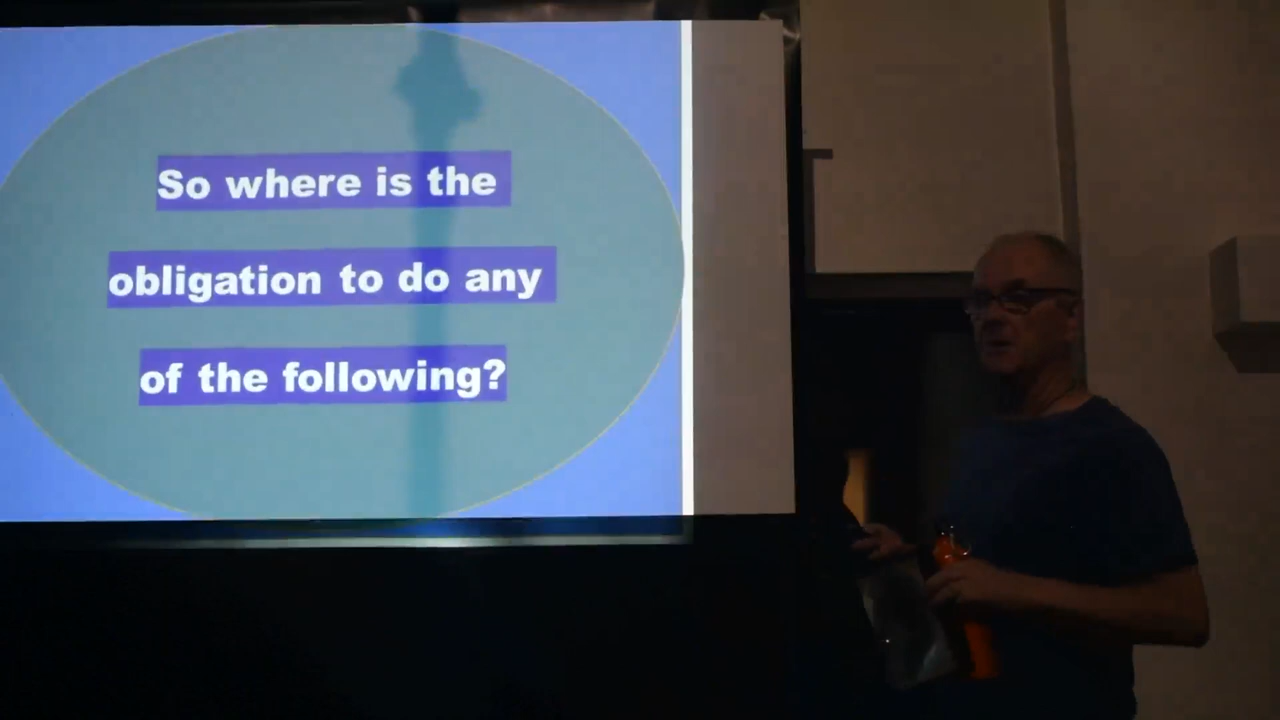 So where is the
obligation to do any
of the following?